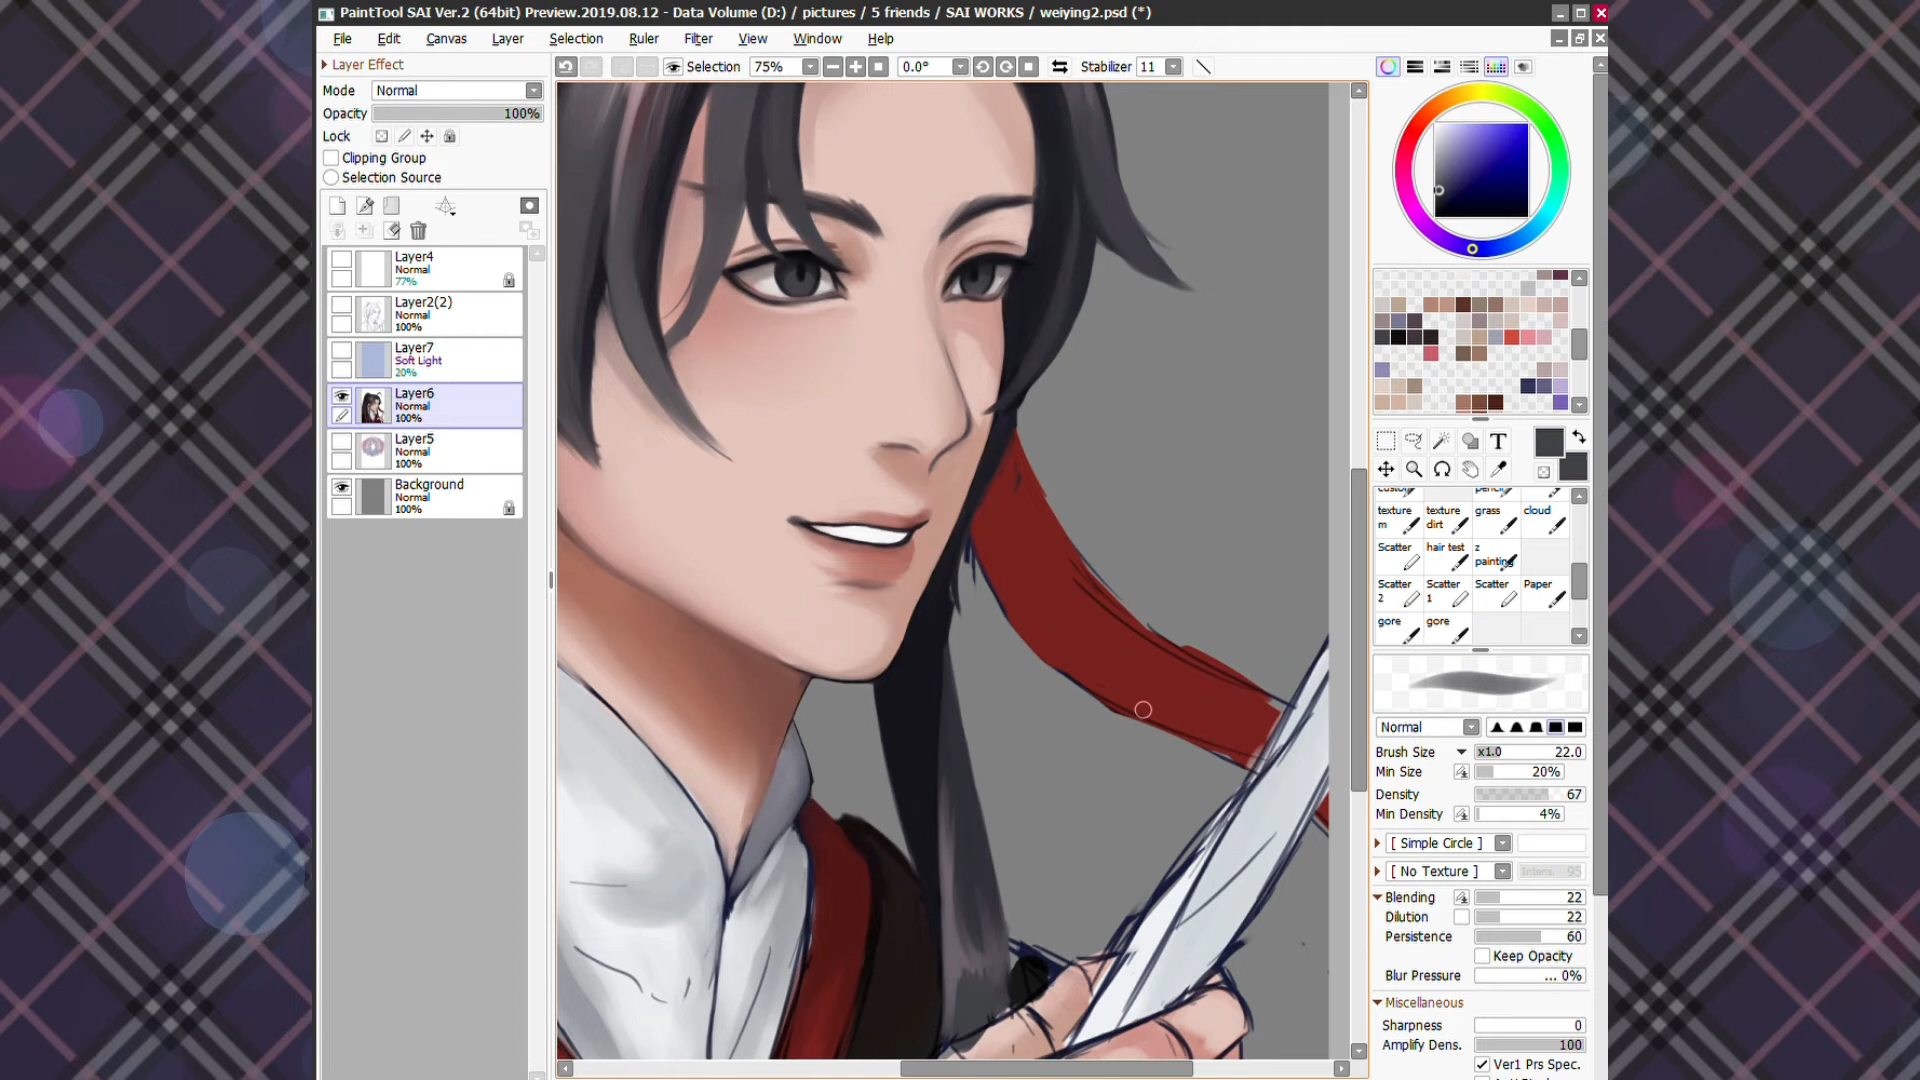 PaintTool SAI Ver.2 (64bit) Preview.2019.08.12 - Data Volume (D:) / pictures / 5 friends / SAI WORKS / weiying2.psd (*)
File Edit Canvas Layer Selection Ruler Filter View Window Help
Layer Effect
Selection 75% 0.0° Stabilizer 11
Mode Normal
Opacity 100%
Lock
Clipping Group
Selection Source
Layer4
Normal
77%
Layer2(2)
Normal
100%
Layer7
Soft Light
20%
Layer6
Normal
100%
Layer5
Normal
100%
Background
Normal
100%
T
texture m texture dirt grass cloud
Scatter hair test z painting
Scatter 2 Scatter 1 Scatter Paper
gore gore
Normal
Brush Size x1.0 22.0
Min Size 20%
Density 67
Min Density 4%
[ Simple Circle ]
[ No Texture ] Intens. 95
Blending 22
Dilution 22
Persistence 60
Keep Opacity
Blur Pressure ... 0%
Miscellaneous
Sharpness 0
Amplify Dens. 100
Ver1 Prs Spec.